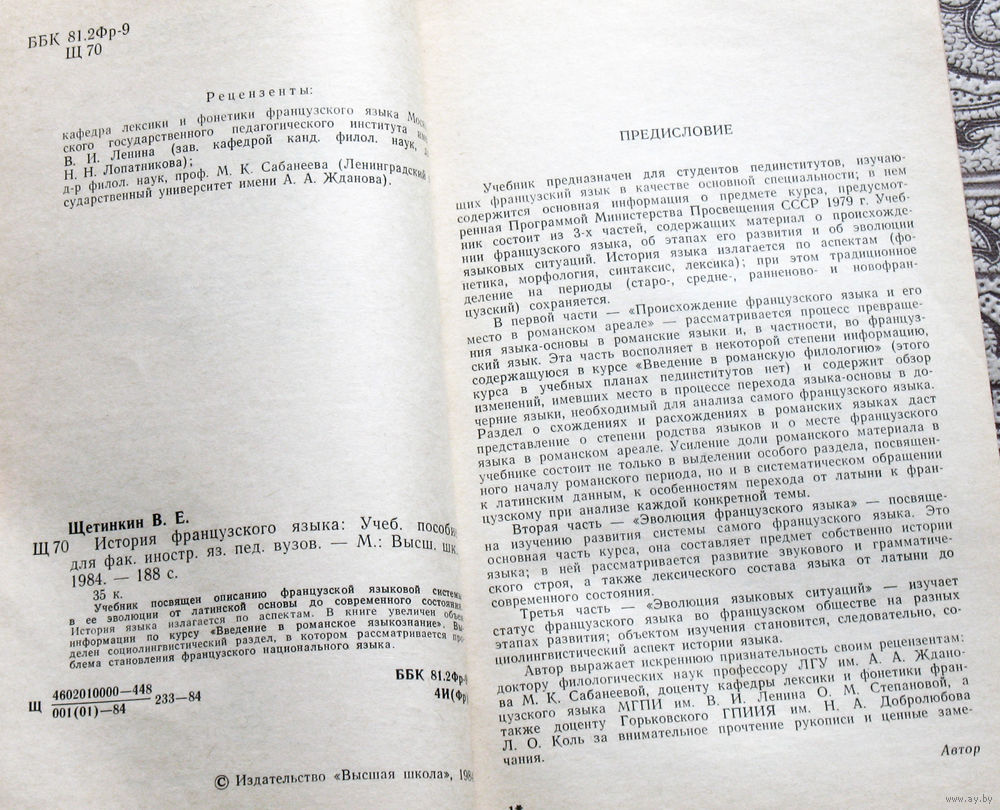 ББК 81.2Фр-9
Щ 70
Рецензенты:
кафедра лексики и фонетики французского языка
ского государственного педагогического института
В. И. Ленина (зав. кафедрой канд. филол. наук,
Н. Н. Лопатникова);
д-р филол. наук, проф. М. К. Сабанеева (Ленинградский
сударственный университет имени А. А. Жданова).
Щетинкин В. Е.
Щ 70 История французского языка: Учеб.
для фак. иностр. яз. пед. вузов. — М.: Высш.
1984. — 188 с.
35 к.
Учебник посвящен описанию французской языковой системы
в ее эволюции от латинской основы до современного состояния.
История языка излагается по аспектам. В книге увеличен
информации по курсу «Введение в романское языкознание».
делен социолингвистический раздел, в котором рассматривается
блема становления французского национального языка.
Щ 4602010000—448
001(01)—84 233—84
ББК 81.2Фр-
4И(Фр)
© Издательство «Высшая школа»,
ПРЕДИСЛОВИЕ
Учебник предназначен для студентов пединститутов, изучаю-
щих французский язык в качестве основной специальности; в нем
содержится основная информация о предмете курса, предусмот-
ренная Программой Министерства Просвещения СССР 1979 г. Учеб-
ник состоит из 3-х частей, содержащих материал о происхожде-
нии французского языка, об этапах его развития и об эволюции
языковых ситуаций. История языка излагается по аспектам (фо-
нетика, морфология, синтаксис, лексика); при этом традиционное
деление на периоды (старо-, средне-, ранненово- и новофран-
цузский) сохраняется.
В первой части — «Происхождение французского языка и его
место в романском ареале» — рассматривается процесс превраще-
ния языка-основы в романские языки и, в частности, во француз-
ский язык. Эта часть восполняет в некоторой степени информацию,
содержащуюся в курсе «Введение в романскую филологию» (этого
курса в учебных планах пединститутов нет) и содержит обзор
изменений, имевших место в процессе перехода языка-основы в до-
черние языки, необходимый для анализа самого французского языка.
Раздел о схождениях и расхождениях в романских языках даст
представление о степени родства языков и о месте французского
языка в романском ареале. Усиление доли романского материала в
учебнике состоит не только в выделении особого раздела, посвящен-
ного началу романского периода, но и в систематическом обращении
к латинским данным, к особенностям перехода от латыни к фран-
цузскому при анализе каждой конкретной темы.
Вторая часть — «Эволюция французского языка» — посвяще-
на изучению развития системы самого французского языка. Это
основная часть курса, она составляет предмет собственно истории
языка; в ней рассматривается развитие звукового и грамматиче-
ского строя, а также лексического состава языка от латыни до
современного состояния.
Третья часть — «Эволюция языковых ситуаций» — изучает
статус французского языка во французском обществе на разных
этапах развития; объектом изучения становится, следовательно, со-
циолингвистический аспект истории языка.
Автор выражает искреннюю признательность своим рецензентам:
доктору филологических наук профессору ЛГУ им. А. А. Ждано-
ва М. К. Сабанеевой, доценту кафедры лексики и фонетики фран-
цузского языка МГПИ им. В. И. Ленина О. М. Степановой, а
также доценту Горьковского ГПИИЯ им. Н. А. Добролюбова
Л. О. Коль за внимательное прочтение рукописи и ценные заме-
чания.
Автор
1*
www.ay.by